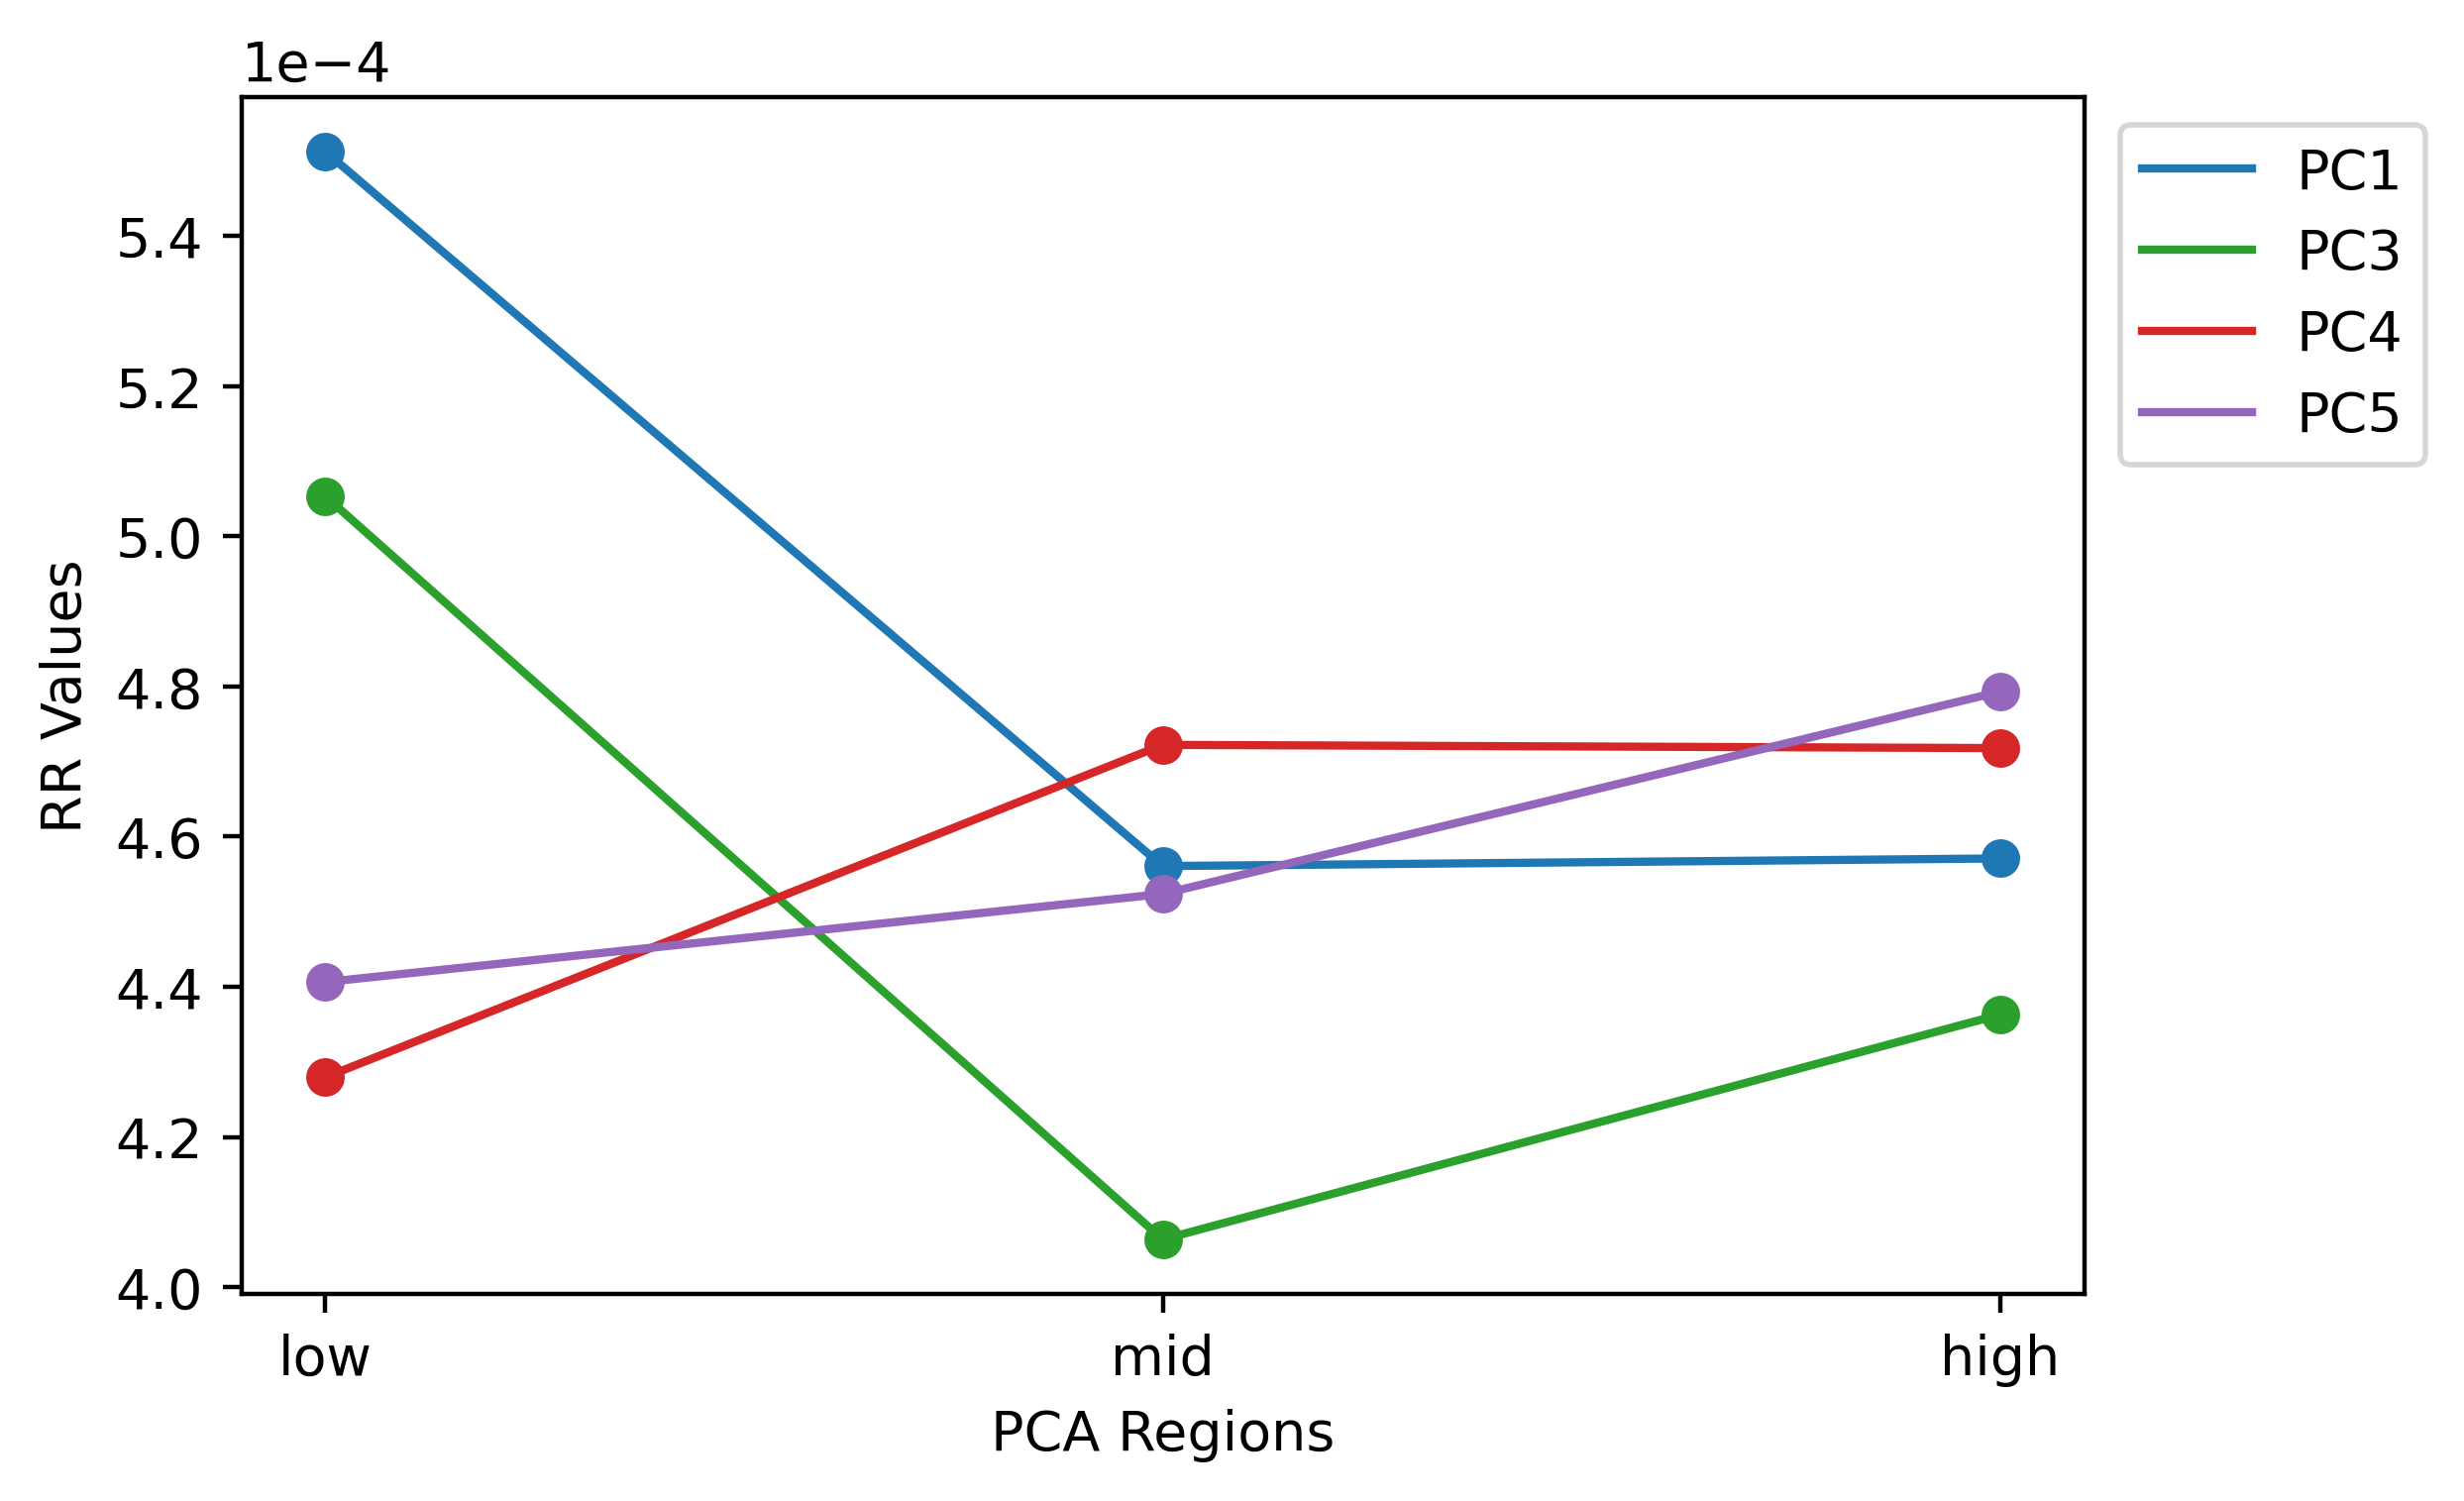 1e−4
5.4
5.2
5.0
4.8
4.6
4.4
4.2
4.0
RR Values
low mid high
PCA Regions
PC1
PC3
PC4
PC5